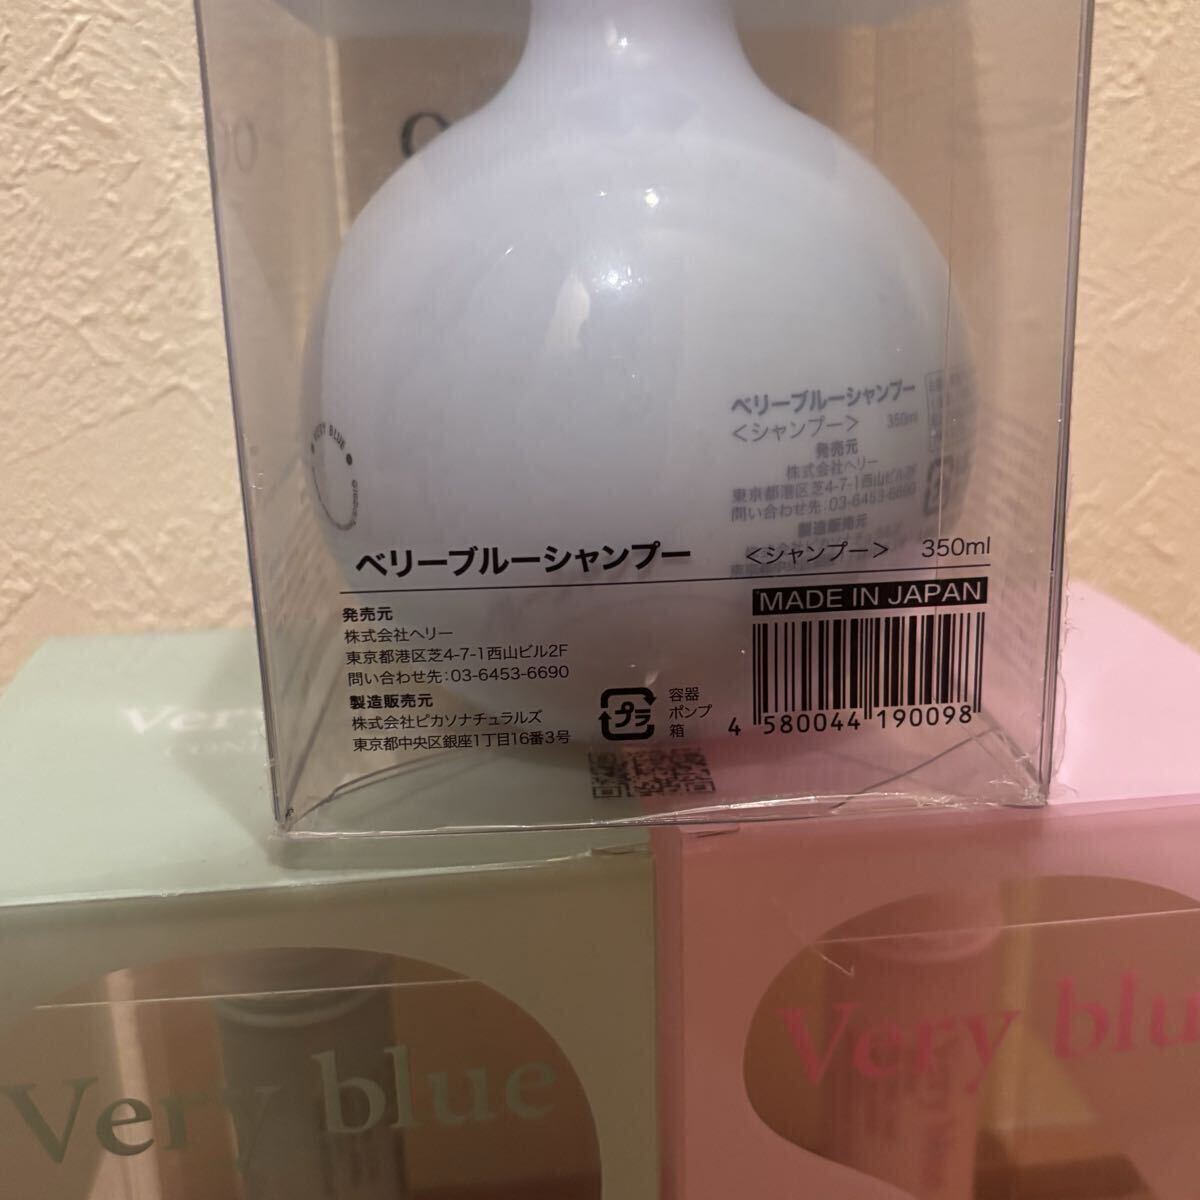 VERY BLUE
ベリーブルーシャンプー
＜シャンプー＞ 350ml
発売元
株式会社ヘリー
東京都港区芝4-7-1西山ビル2F
問い合わせ先:03-6453-6690
製造販売元
ベリーブルーシャンプー ＜シャンプー＞ 350ml
発売元
株式会社ヘリー
東京都港区芝4-7-1西山ビル2F
問い合わせ先:03-6453-6690
製造販売元
株式会社ピカソナチュラルズ
東京都中央区銀座1丁目16番3号
プラ
容器
ポンプ
箱
MADE IN JAPAN
4 580044 190098
Very
Very blue
Very blu